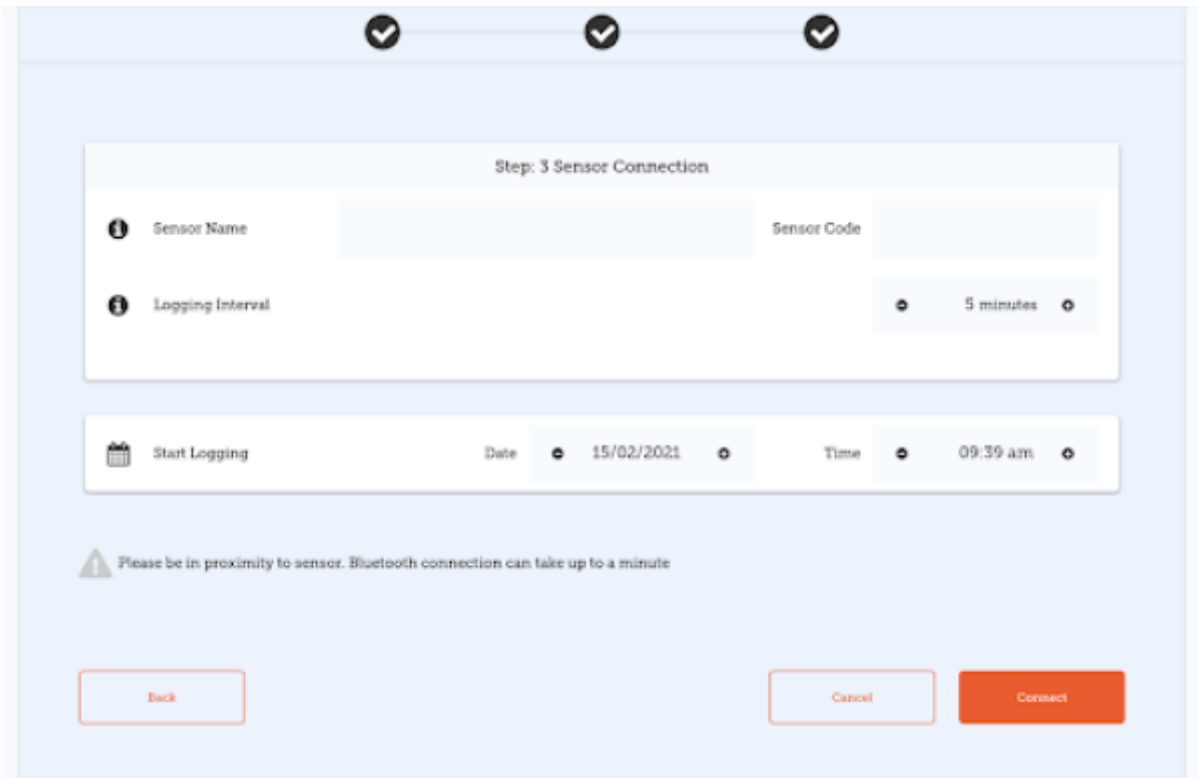 Step: 3 Sensor Connection
Sensor Name Sensor Code
Logging Interval 5 minutes
Start Logging Date 15/02/2021 Time 09:39 am
Please be in proximity to sensor. Bluetooth connection can take up to a minute
Back Cancel Connect